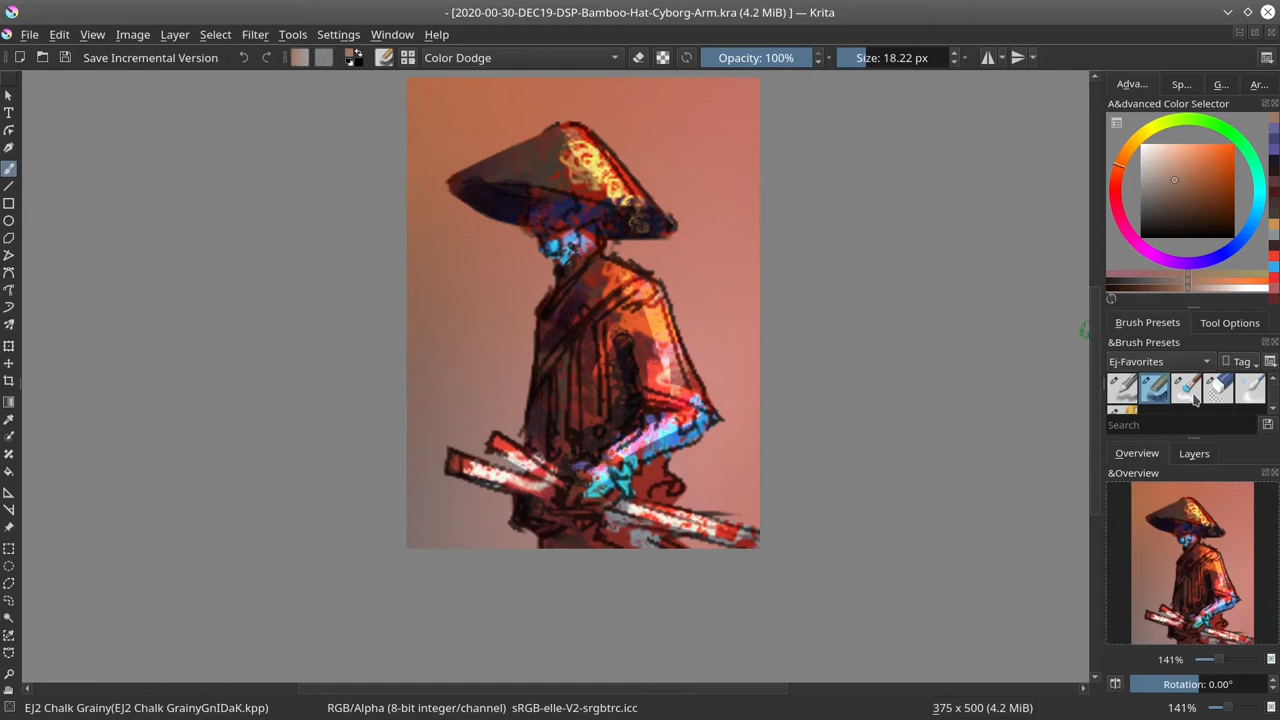 - [2020-00-30-DEC19-DSP-Bamboo-Hat-Cyborg-Arm.kra (4.2 MiB) ] — Krita
File Edit View Image Layer Select Filter Tools Settings Window Help
Save Incremental Version Color Dodge Opacity: 100% Size: 18.22 px
Adva... Sp... G... Ar...
A&dvanced Color Selector
Brush Presets Tool Options
&Brush Presets
Ej-Favorites Tag
Search
Overview Layers
&Overview
141%
Rotation: 0.00°
EJ2 Chalk Grainy(EJ2 Chalk GrainyGnIDaK.kpp) RGB/Alpha (8-bit integer/channel) sRGB-elle-V2-srgbtrc.icc 375 x 500 (4.2 MiB) 141%